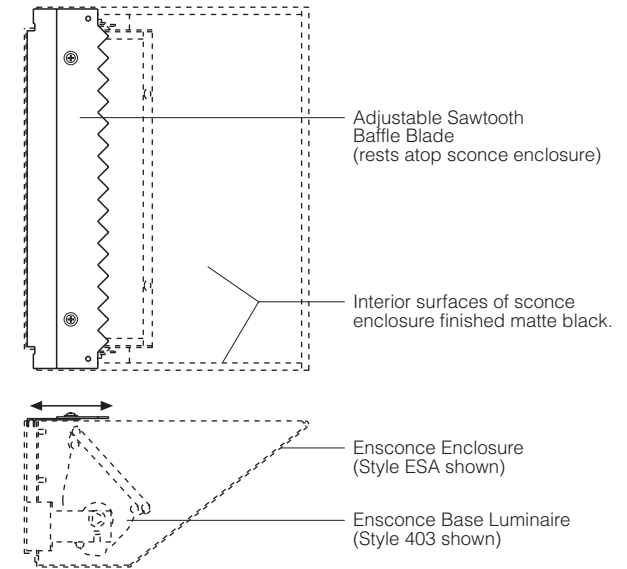 Adjustable Sawtooth
Baffle Blade
(rests atop sconce enclosure)
Interior surfaces of sconce
enclosure finished matte black.
Ensconce Enclosure
(Style ESA shown)
Ensconce Base Luminaire
(Style 403 shown)